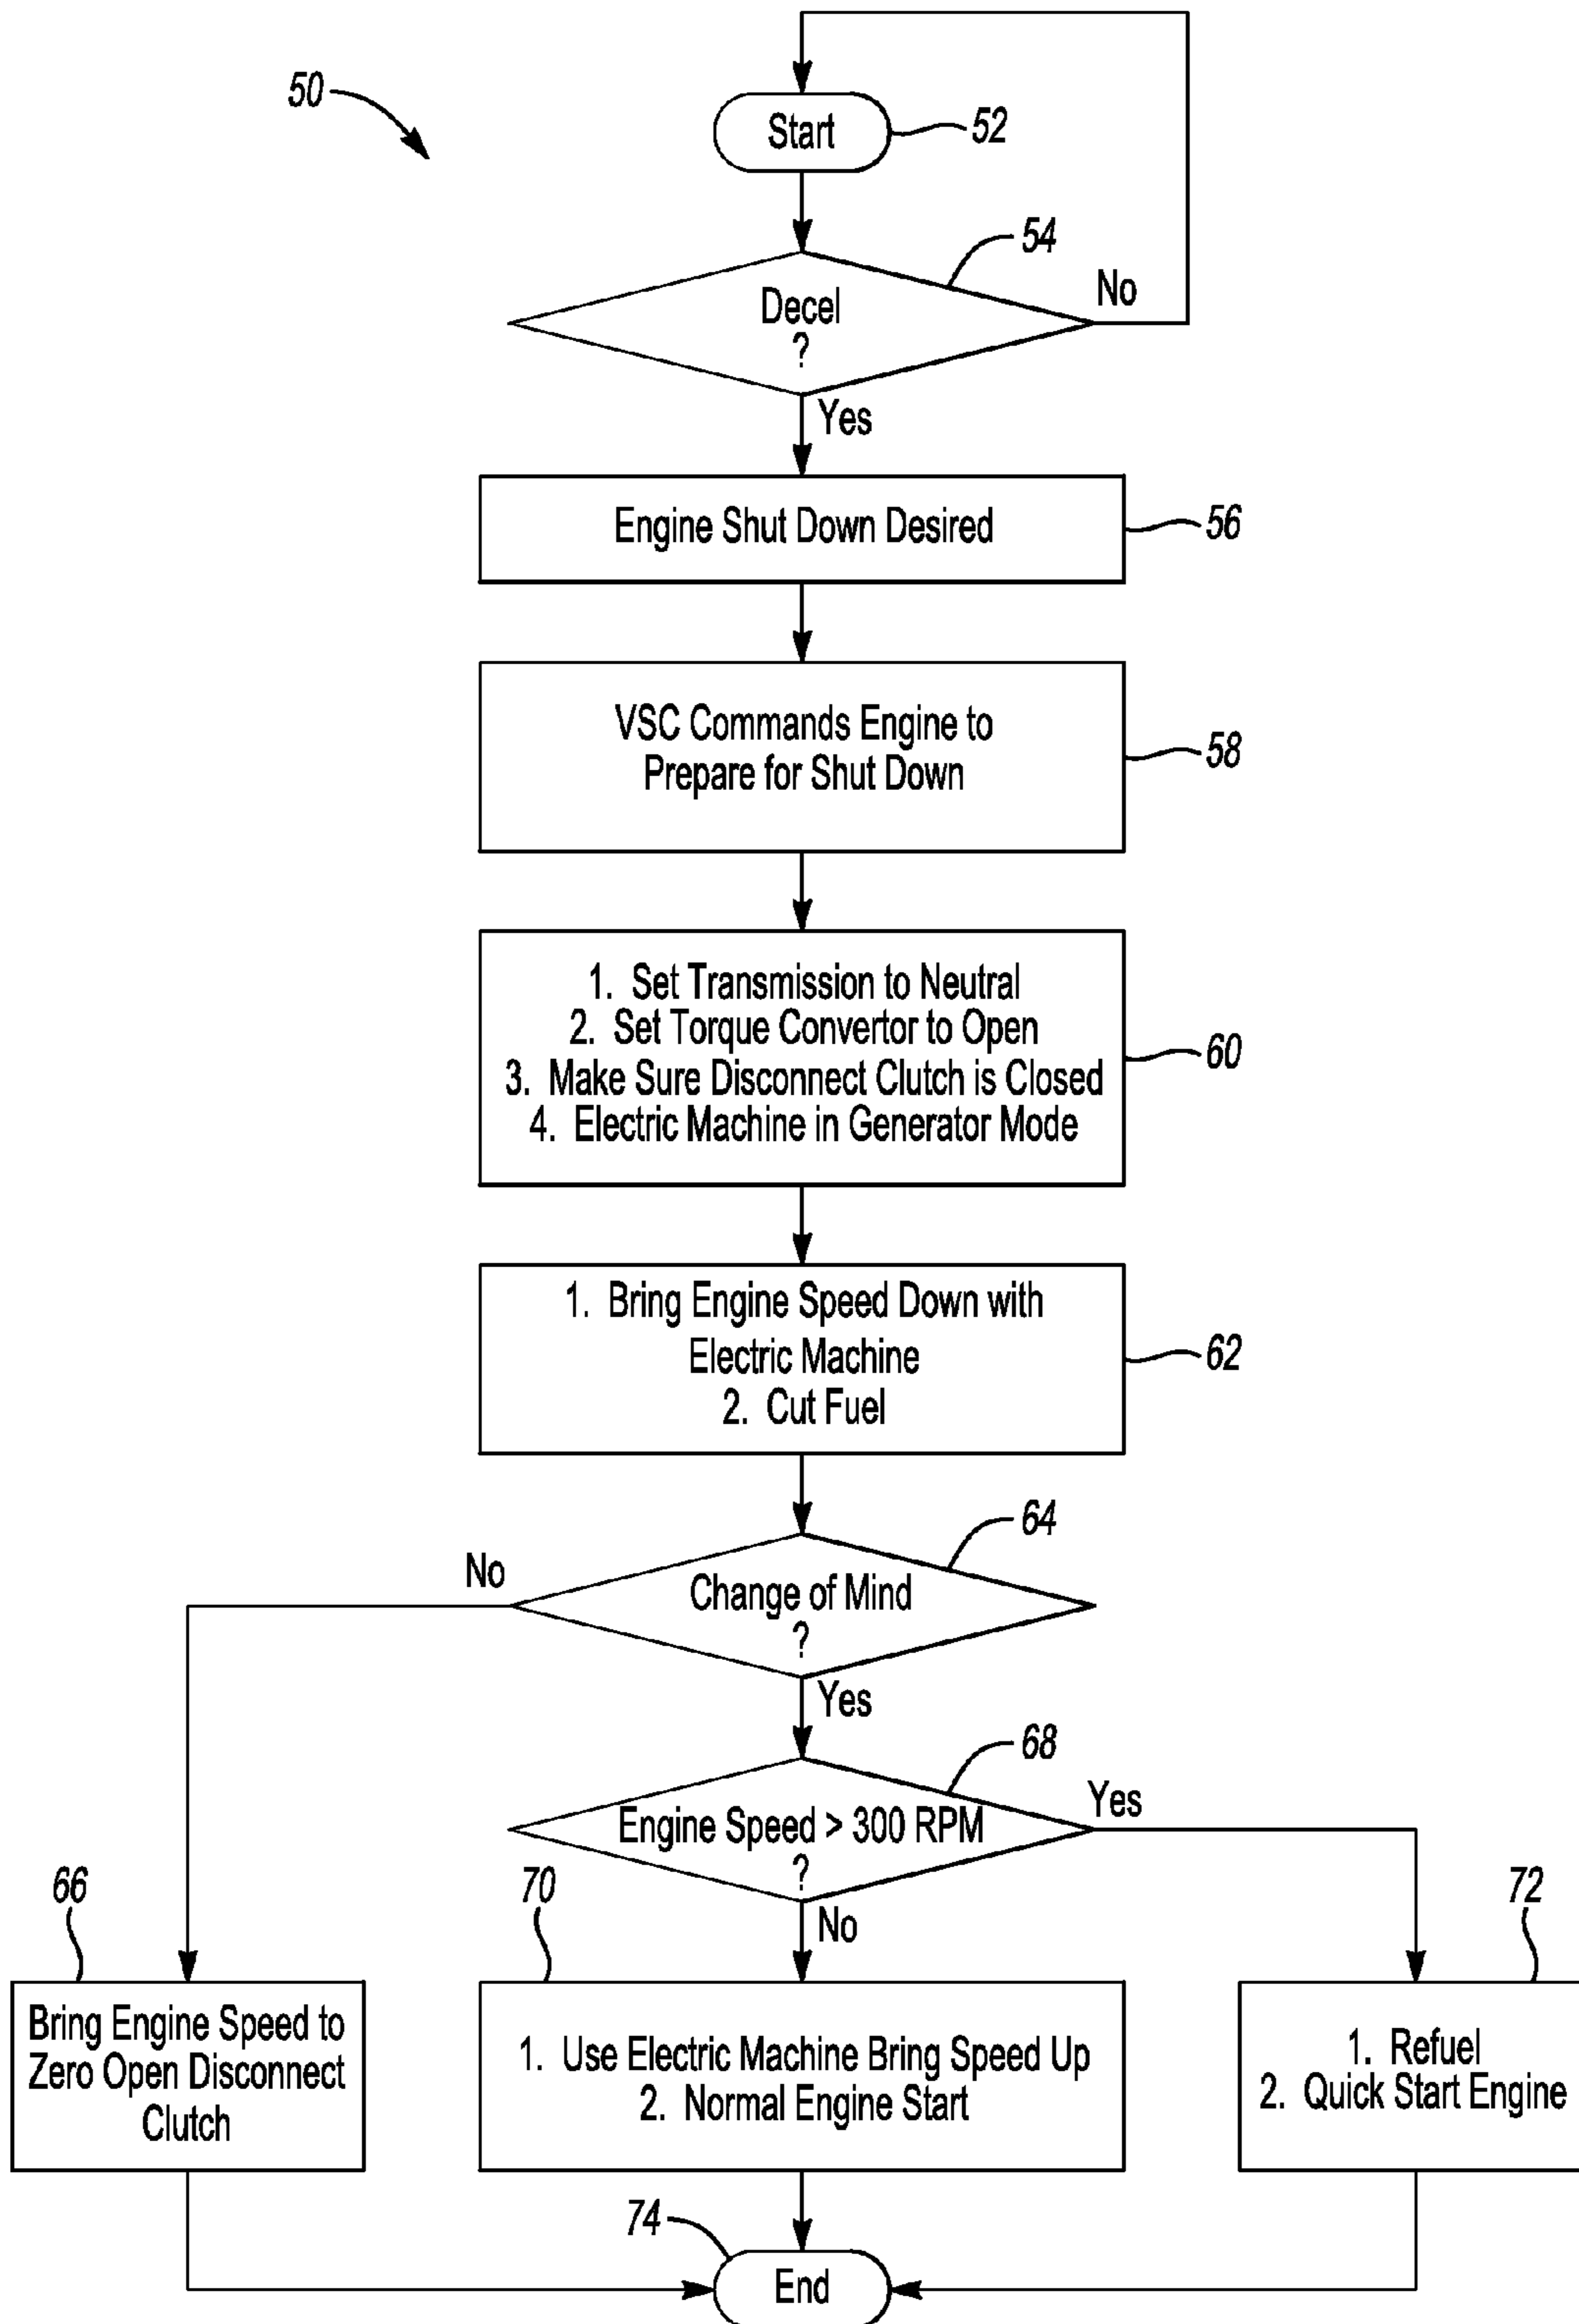 50
Start
52
54
Decel
?
No
Yes
Engine Shut Down Desired
56
VSC Commands Engine to
Prepare for Shut Down
58
1. Set Transmission to Neutral
2. Set Torque Convertor to Open
3. Make Sure Disconnect Clutch is Closed
4. Electric Machine in Generator Mode
60
1. Bring Engine Speed Down with
Electric Machine
2. Cut Fuel
62
64
No
Change of Mind
?
Yes
68
Engine Speed > 300 RPM
?
Yes
No
66
Bring Engine Speed to
Zero Open Disconnect
Clutch
70
1. Use Electric Machine Bring Speed Up
2. Normal Engine Start
72
1. Refuel
2. Quick Start Engine
74
End